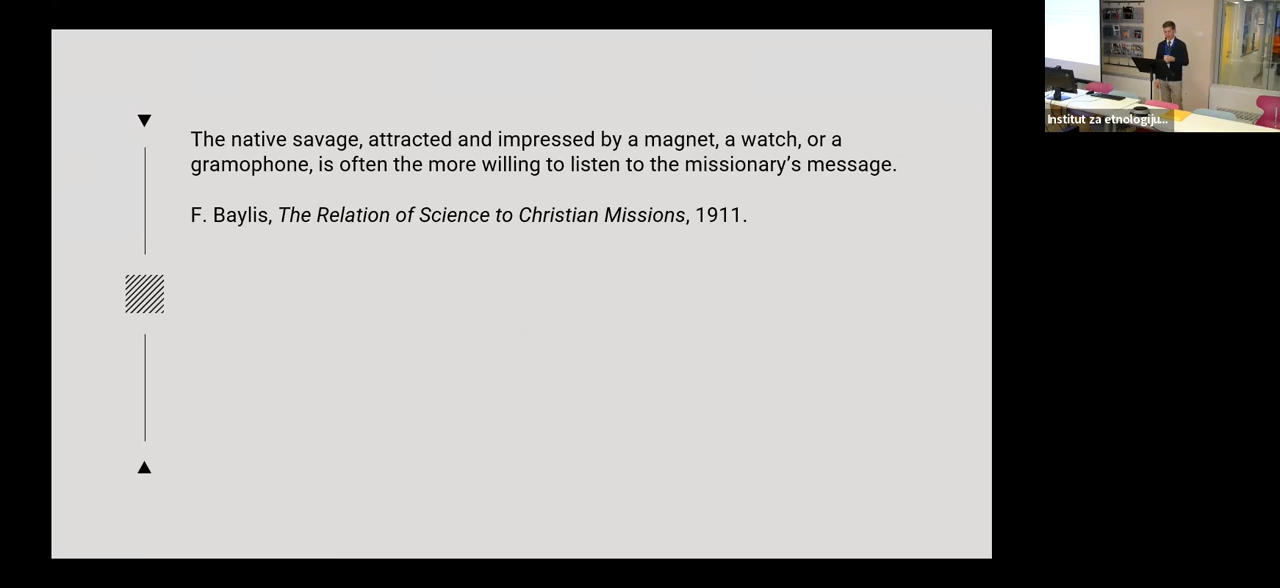 The native savage, attracted and impressed by a magnet, a watch, or a
gramophone, is often the more willing to listen to the missionary’s message.
F. Baylis, The Relation of Science to Christian Missions, 1911.
Institut za etnologiju...